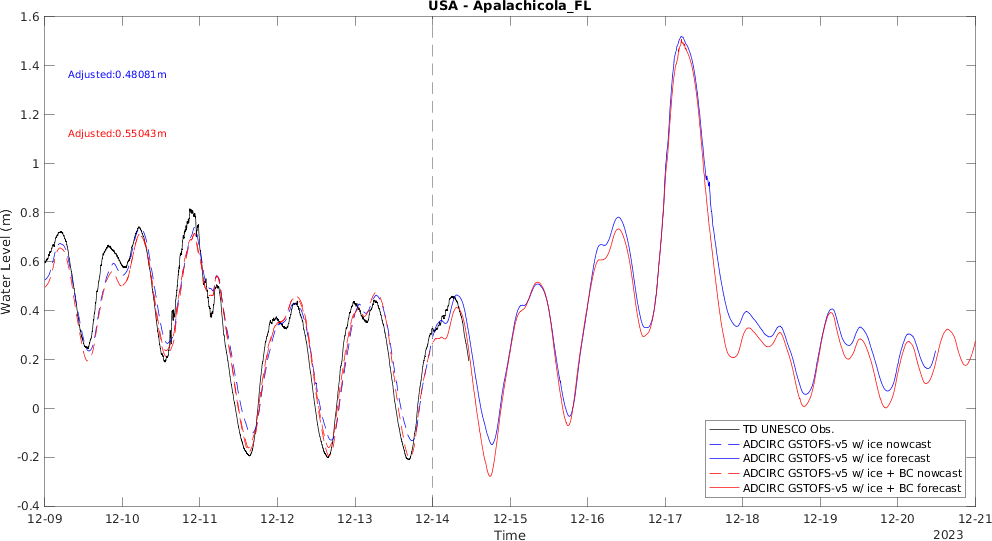 USA - Apalachicola_FL
1.6
1.4
1.2
1
0.8
0.6
0.4
0.2
0
-0.2
-0.4
Water Level (m)
Adjusted:0.48081m
Adjusted:0.55043m
TD UNESCO Obs.
ADCIRC GSTOFS-v5 w/ ice nowcast
ADCIRC GSTOFS-v5 w/ ice forecast
ADCIRC GSTOFS-v5 w/ ice + BC nowcast
ADCIRC GSTOFS-v5 w/ ice + BC forecast
12-09 12-10 12-11 12-12 12-13 12-14 12-15 12-16 12-17 12-18 12-19 12-20 12-21
Time
2023